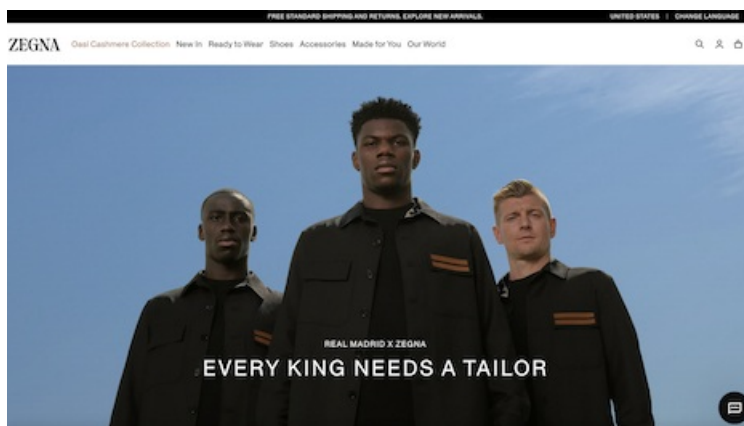 FREE STANDARD SHIPPING AND RETURNS. EXPLORE NEW ARRIVALS.
UNITED STATES | CHANGE LANGUAGE
ZEGNA
Oasi Cashmere Collection New In Ready to Wear Shoes Accessories Made for You Our World
REAL MADRID X ZEGNA
EVERY KING NEEDS A TAILOR